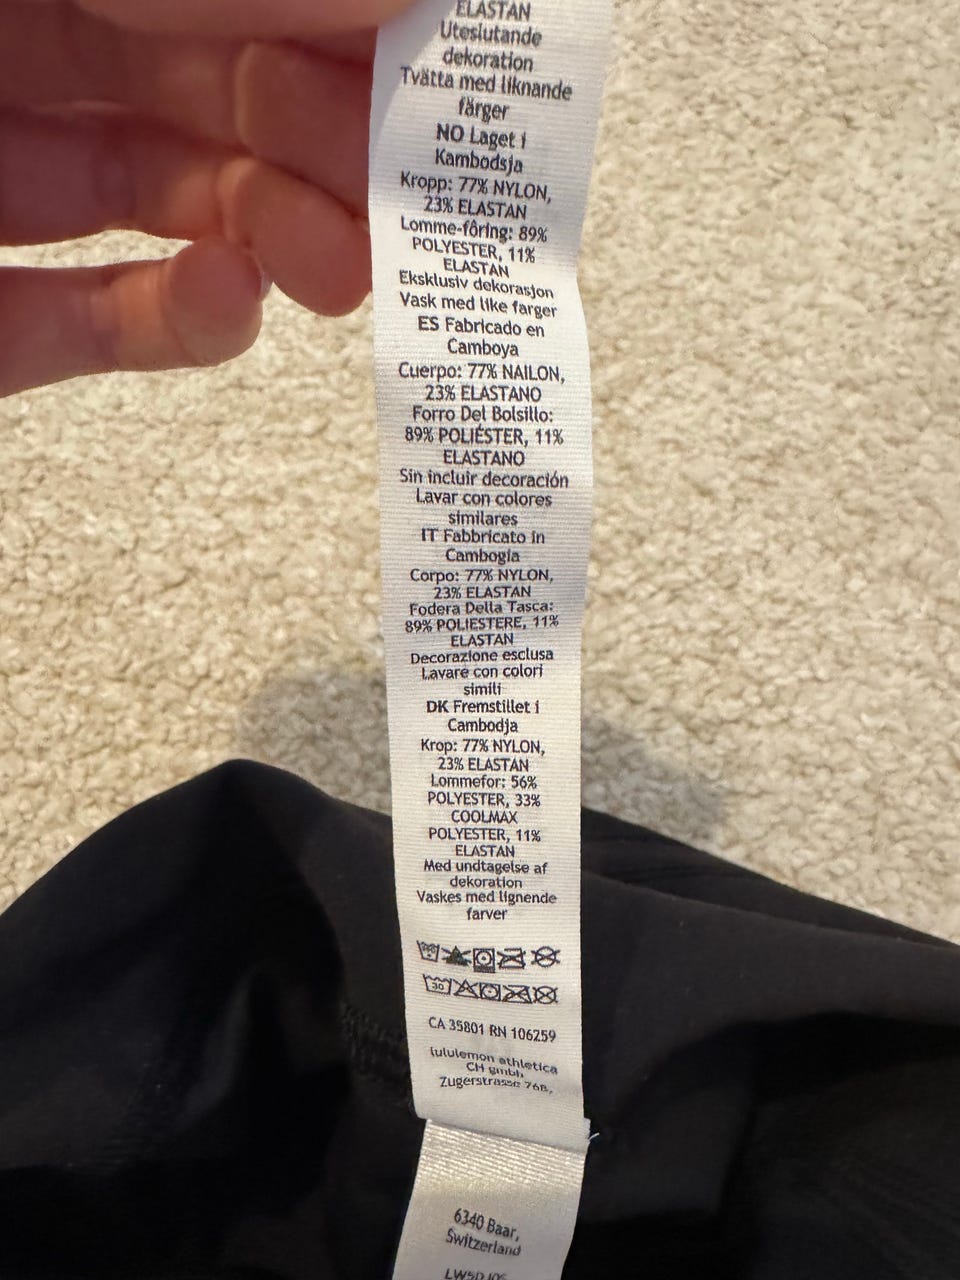 ELASTAN
Uteslutande
dekoration
Tvätta med liknande
färger
NO Laget i
Kambodsja
Kropp: 77% NYLON,
23% ELASTAN
Lomme-fôring: 89%
POLYESTER, 11%
ELASTAN
Eksklusiv dekorasjon
Vask med like farger
ES Fabricado en
Camboya
Cuerpo: 77% NAILON,
23% ELASTANO
Forro Del Bolsillo:
89% POLIÉSTER, 11%
ELASTANO
Sin incluir decoración
Lavar con colores
similares
IT Fabbricato in
Cambogia
Corpo: 77% NYLON,
23% ELASTAN
Fodera Della Tasca:
89% POLIESTERE, 11%
ELASTAN
Decorazione esclusa
Lavare con colori
simili
DK Fremstillet i
Cambodja
Krop: 77% NYLON,
23% ELASTAN
Lommefor: 56%
POLYESTER, 33%
COOLMAX
POLYESTER, 11%
ELASTAN
Med undtagelse af
dekoration
Vaskes med lignende
farver
30
CA 35801 RN 106259
lululemon athletica
CH gmbh,
Zugerstrasse 76B,
6340 Baar,
Switzerland